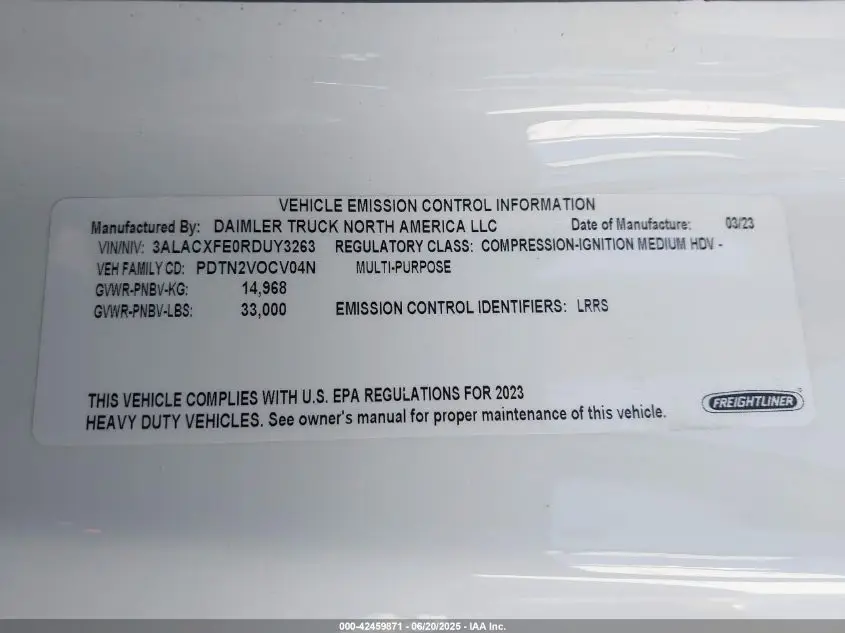 VEHICLE EMISSION CONTROL INFORMATION
Manufactured By: DAIMLER TRUCK NORTH AMERICA LLC Date of Manufacture: 03/23
VIN/NIV: 3ALACXFE0RDUY3263 REGULATORY CLASS: COMPRESSION-IGNITION MEDIUM HDV -
VEH FAMILY CD: PDTN2VOCV04N MULTI-PURPOSE
GVWR-PNBV-KG: 14,968
GVWR-PNBV-LBS: 33,000 EMISSION CONTROL IDENTIFIERS: LRRS
THIS VEHICLE COMPLIES WITH U.S. EPA REGULATIONS FOR 2023
HEAVY DUTY VEHICLES. See owner's manual for proper maintenance of this vehicle.
FREIGHTLINER
000-42459871 - 06/20/2025 - IAA Inc.